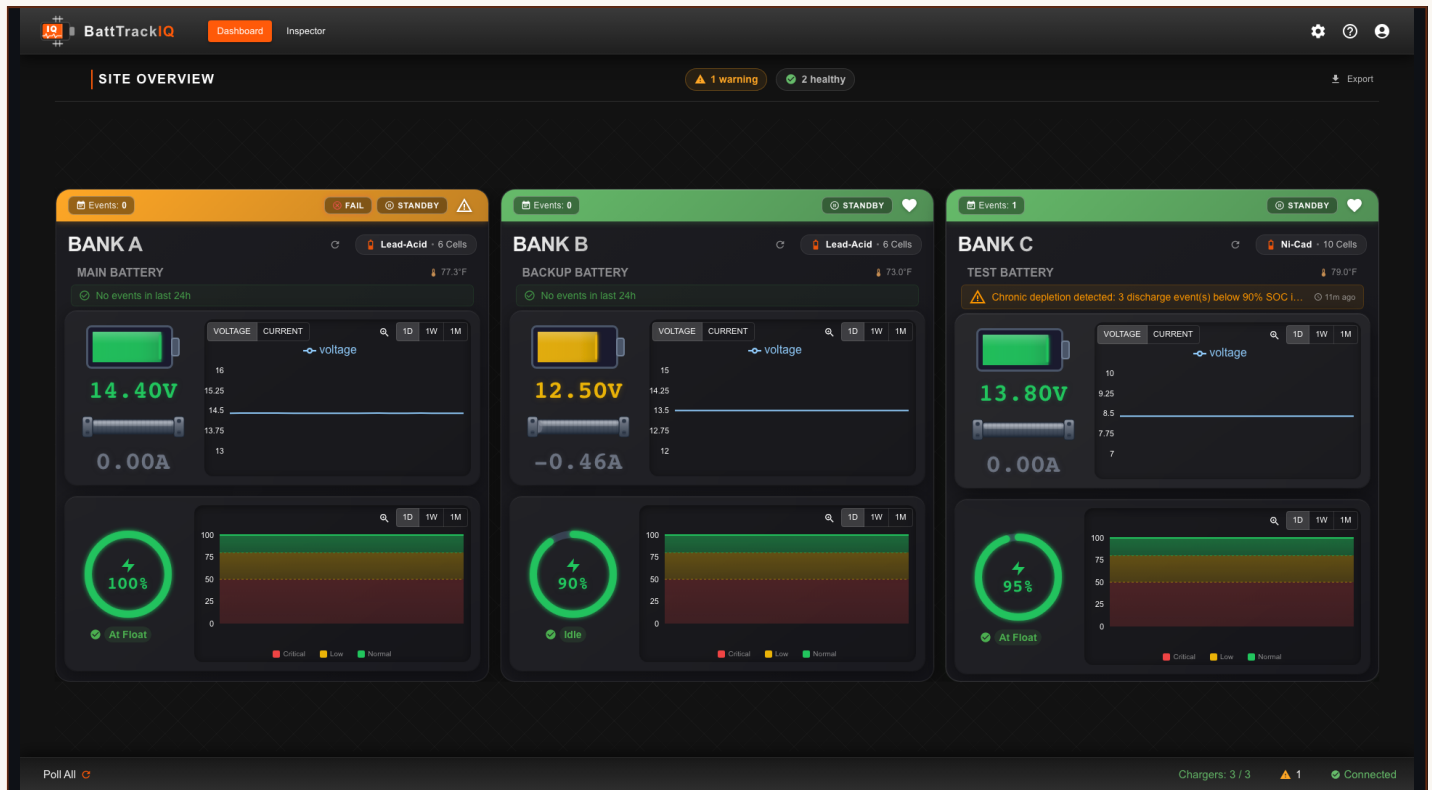 BattTrackIQ Dashboard Inspector
SITE OVERVIEW 1 warning 2 healthy Export
Events: 0 FAIL STANDBY
BANK A Lead-Acid • 6 Cells
MAIN BATTERY 77.3°F
No events in last 24h
VOLTAGE CURRENT 1D 1W 1M
voltage
16
15.25
14.5
13.75
13
14.40V
0.00A
1D 1W 1M
100
75
50
25
0
100%
At Float
Critical Low Normal
Events: 0 STANDBY
BANK B Lead-Acid • 6 Cells
BACKUP BATTERY 73.0°F
No events in last 24h
VOLTAGE CURRENT 1D 1W 1M
voltage
15
14.25
13.5
12.75
12
12.50V
-0.46A
1D 1W 1M
100
75
50
25
0
90%
Idle
Critical Low Normal
Events: 1 STANDBY
BANK C Ni-Cad • 10 Cells
TEST BATTERY 79.0°F
Chronic depletion detected: 3 discharge event(s) below 90% SOC i... 11m ago
VOLTAGE CURRENT 1D 1W 1M
voltage
10
9.25
8.5
7.75
7
13.80V
0.00A
1D 1W 1M
100
75
50
25
0
95%
At Float
Critical Low Normal
Poll All Chargers: 3 / 3 1 Connected